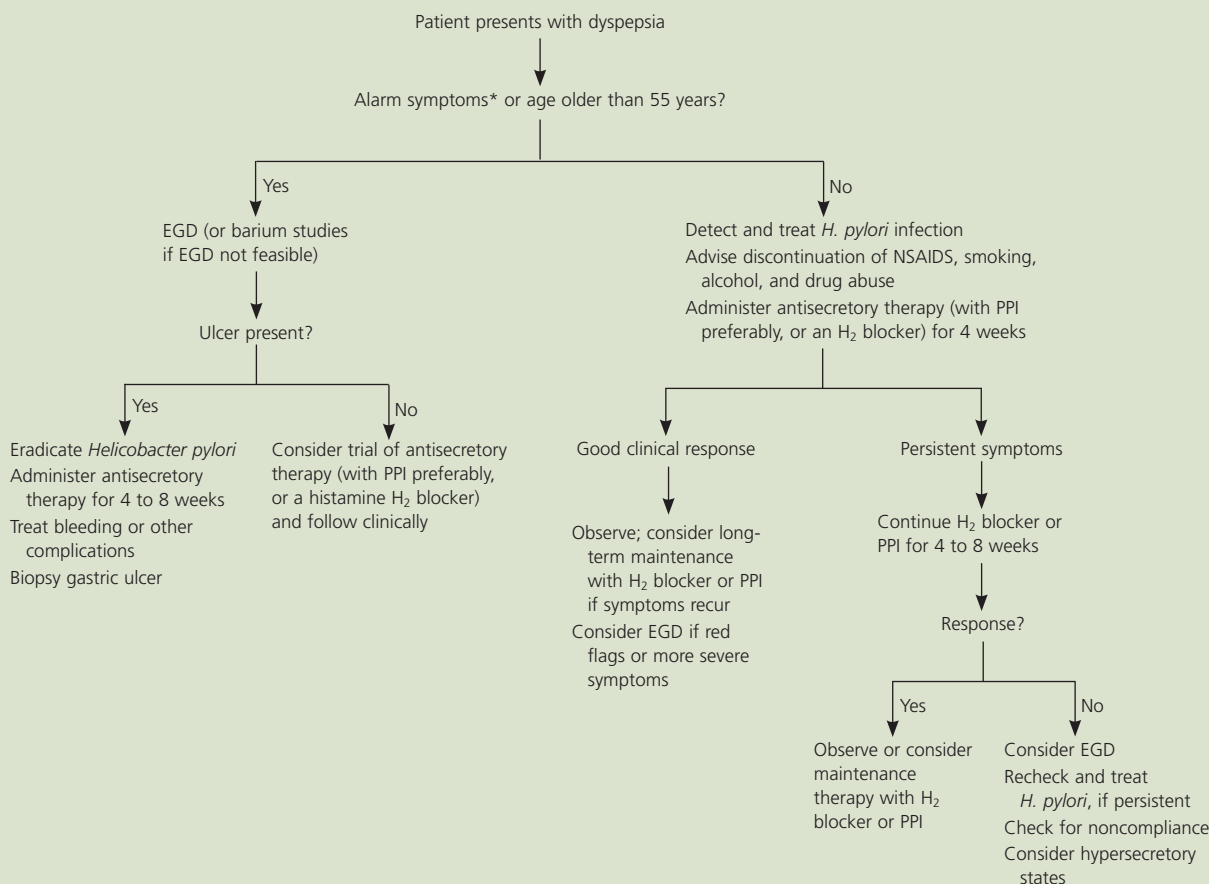 Patient presents with dyspepsia
Alarm symptoms* or age older than 55 years?
Yes
EGD (or barium studies
if EGD not feasible)
Ulcer present?
Yes
Eradicate Helicobacter pylori
Administer antisecretory
therapy for 4 to 8 weeks
Treat bleeding or other
complications
Biopsy gastric ulcer
No
Consider trial of antisecretory
therapy (with PPI preferably,
or a histamine H₂ blocker)
and follow clinically
No
Detect and treat H. pylori infection
Advise discontinuation of NSAIDS, smoking,
alcohol, and drug abuse
Administer antisecretory therapy (with PPI
preferably, or an H₂ blocker) for 4 weeks
Good clinical response
Observe; consider long-
term maintenance
with H₂ blocker or PPI
if symptoms recur
Consider EGD if red
flags or more severe
symptoms
Persistent symptoms
Continue H₂ blocker or
PPI for 4 to 8 weeks
Response?
Yes
Observe or consider
maintenance
therapy with H₂
blocker or PPI
No
Consider EGD
Recheck and treat
H. pylori, if persistent
Check for noncompliance
Consider hypersecretory
states